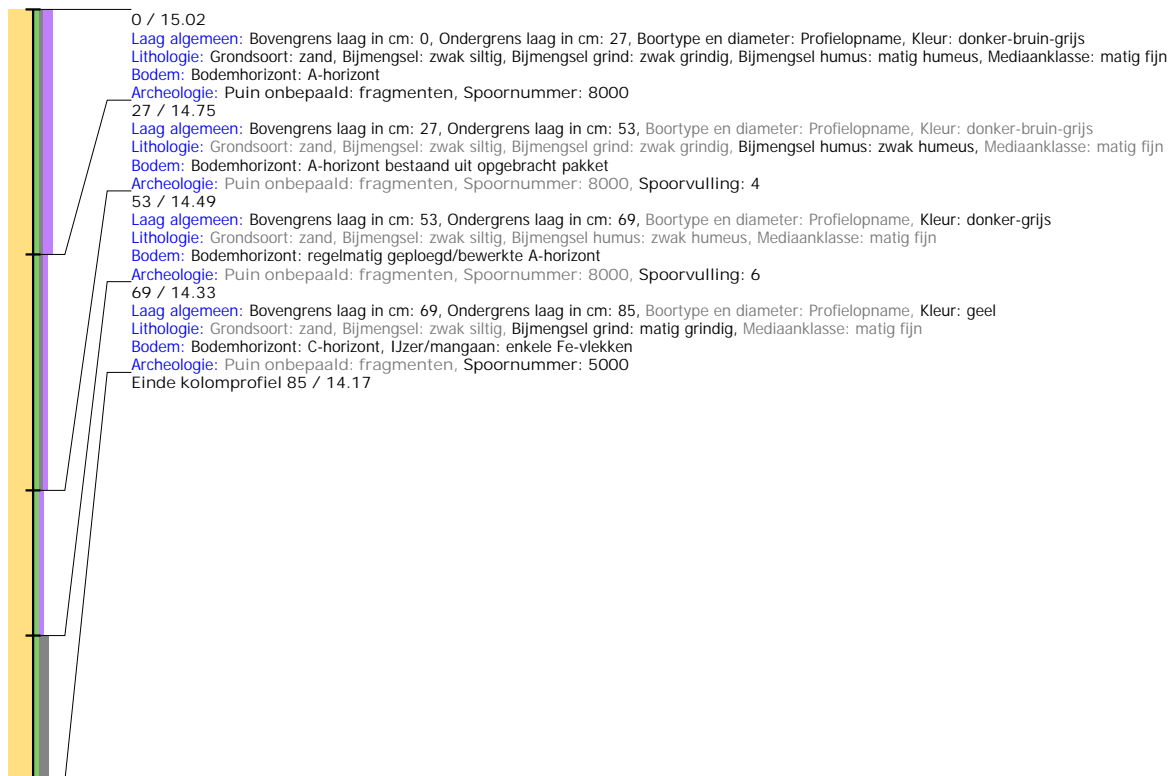 0 / 15.02
Laag algemeen: Bovengrens laag in cm: 0, Ondergrens laag in cm: 27, Boortype en diameter: Profielopname, Kleur: donker-bruin-grijs
Lithologie: Grondsoort: zand, Bijmengsel: zwak siltig, Bijmengsel grind: zwak grindig, Bijmengsel humus: matig humeus, Mediaanklasse: matig fijn
Bodem: Bodemhorizont: A-horizont
Archeologie: Puin onbepaald: fragmenten, Spoornummer: 8000
27 / 14.75
Laag algemeen: Bovengrens laag in cm: 27, Ondergrens laag in cm: 53, Boortype en diameter: Profielopname, Kleur: donker-bruin-grijs
Lithologie: Grondsoort: zand, Bijmengsel: zwak siltig, Bijmengsel grind: zwak grindig, Bijmengsel humus: zwak humeus, Mediaanklasse: matig fijn
Bodem: Bodemhorizont: A-horizont bestaand uit opgebracht pakket
Archeologie: Puin onbepaald: fragmenten, Spoornummer: 8000, Spoorvulling: 4
53 / 14.49
Laag algemeen: Bovengrens laag in cm: 53, Ondergrens laag in cm: 69, Boortype en diameter: Profielopname, Kleur: donker-grijs
Lithologie: Grondsoort: zand, Bijmengsel: zwak siltig, Bijmengsel humus: zwak humeus, Mediaanklasse: matig fijn
Bodem: Bodemhorizont: regelmatig geploegd/bewerkte A-horizont
Archeologie: Puin onbepaald: fragmenten, Spoornummer: 8000, Spoorvulling: 6
69 / 14.33
Laag algemeen: Bovengrens laag in cm: 69, Ondergrens laag in cm: 85, Boortype en diameter: Profielopname, Kleur: geel
Lithologie: Grondsoort: zand, Bijmengsel: zwak siltig, Bijmengsel grind: matig grindig, Mediaanklasse: matig fijn
Bodem: Bodemhorizont: C-horizont, IJzer/mangaan: enkele Fe-vlekken
Archeologie: Puin onbepaald: fragmenten, Spoornummer: 5000
Einde kolomprofiel 85 / 14.17